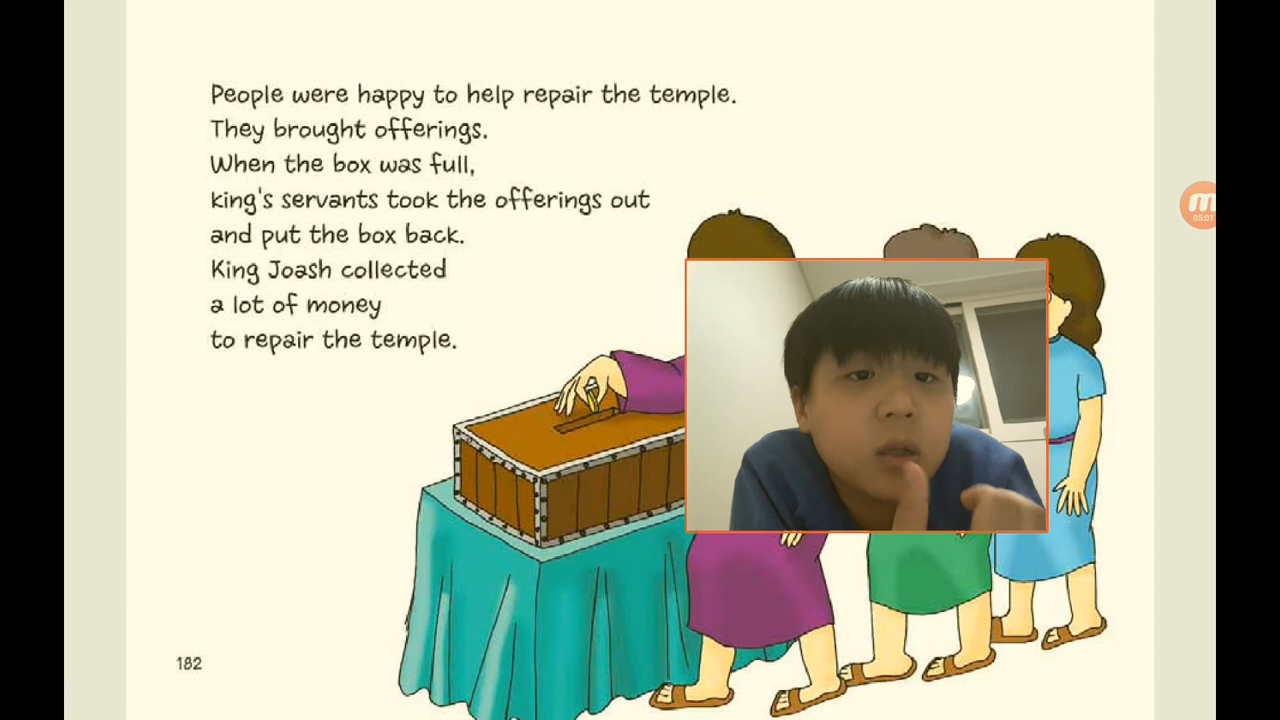 People were happy to help repair the temple.
They brought offerings.
When the box was full,
king's servants took the offerings out
and put the box back.
King Joash collected
a lot of money
to repair the temple.
182
m
05:01